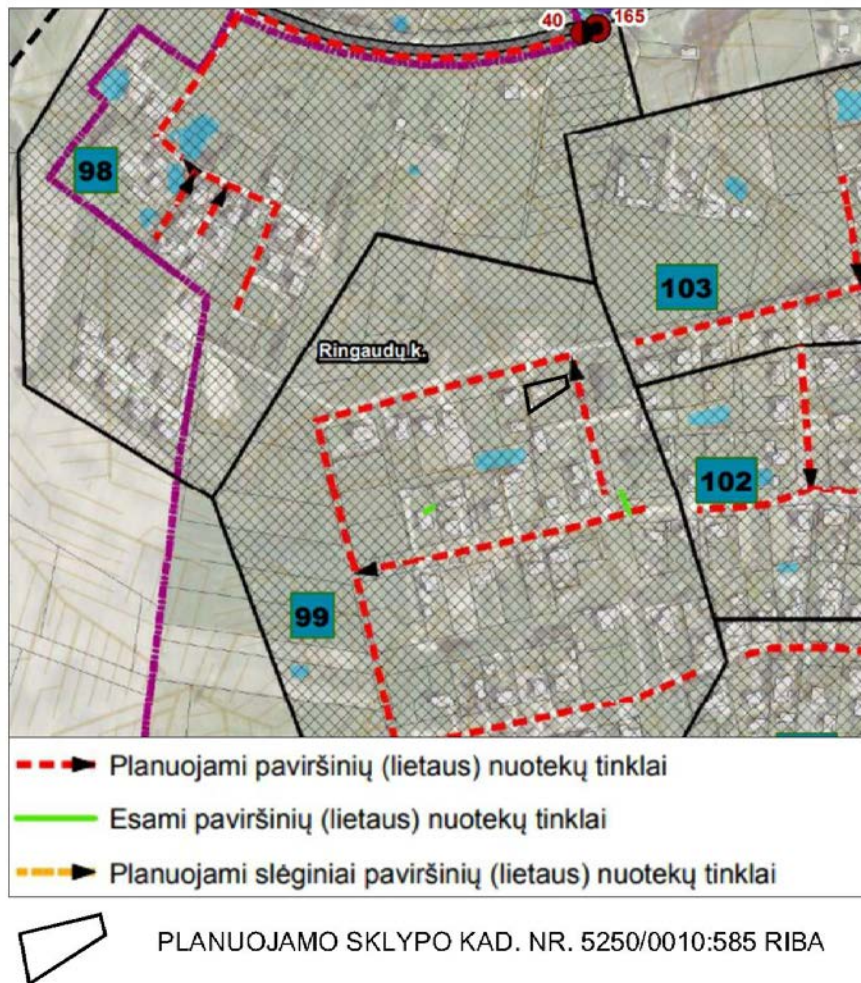 40 165
98
103
Ringaudų k.
102
99
Planuojami paviršinių (lietaus) nuotekų tinklai
Esami paviršinių (lietaus) nuotekų tinklai
Planuojami slėginiai paviršinių (lietaus) nuotekų tinklai
PLANUOJAMO SKLYPO KAD. NR. 5250/0010:585 RIBA